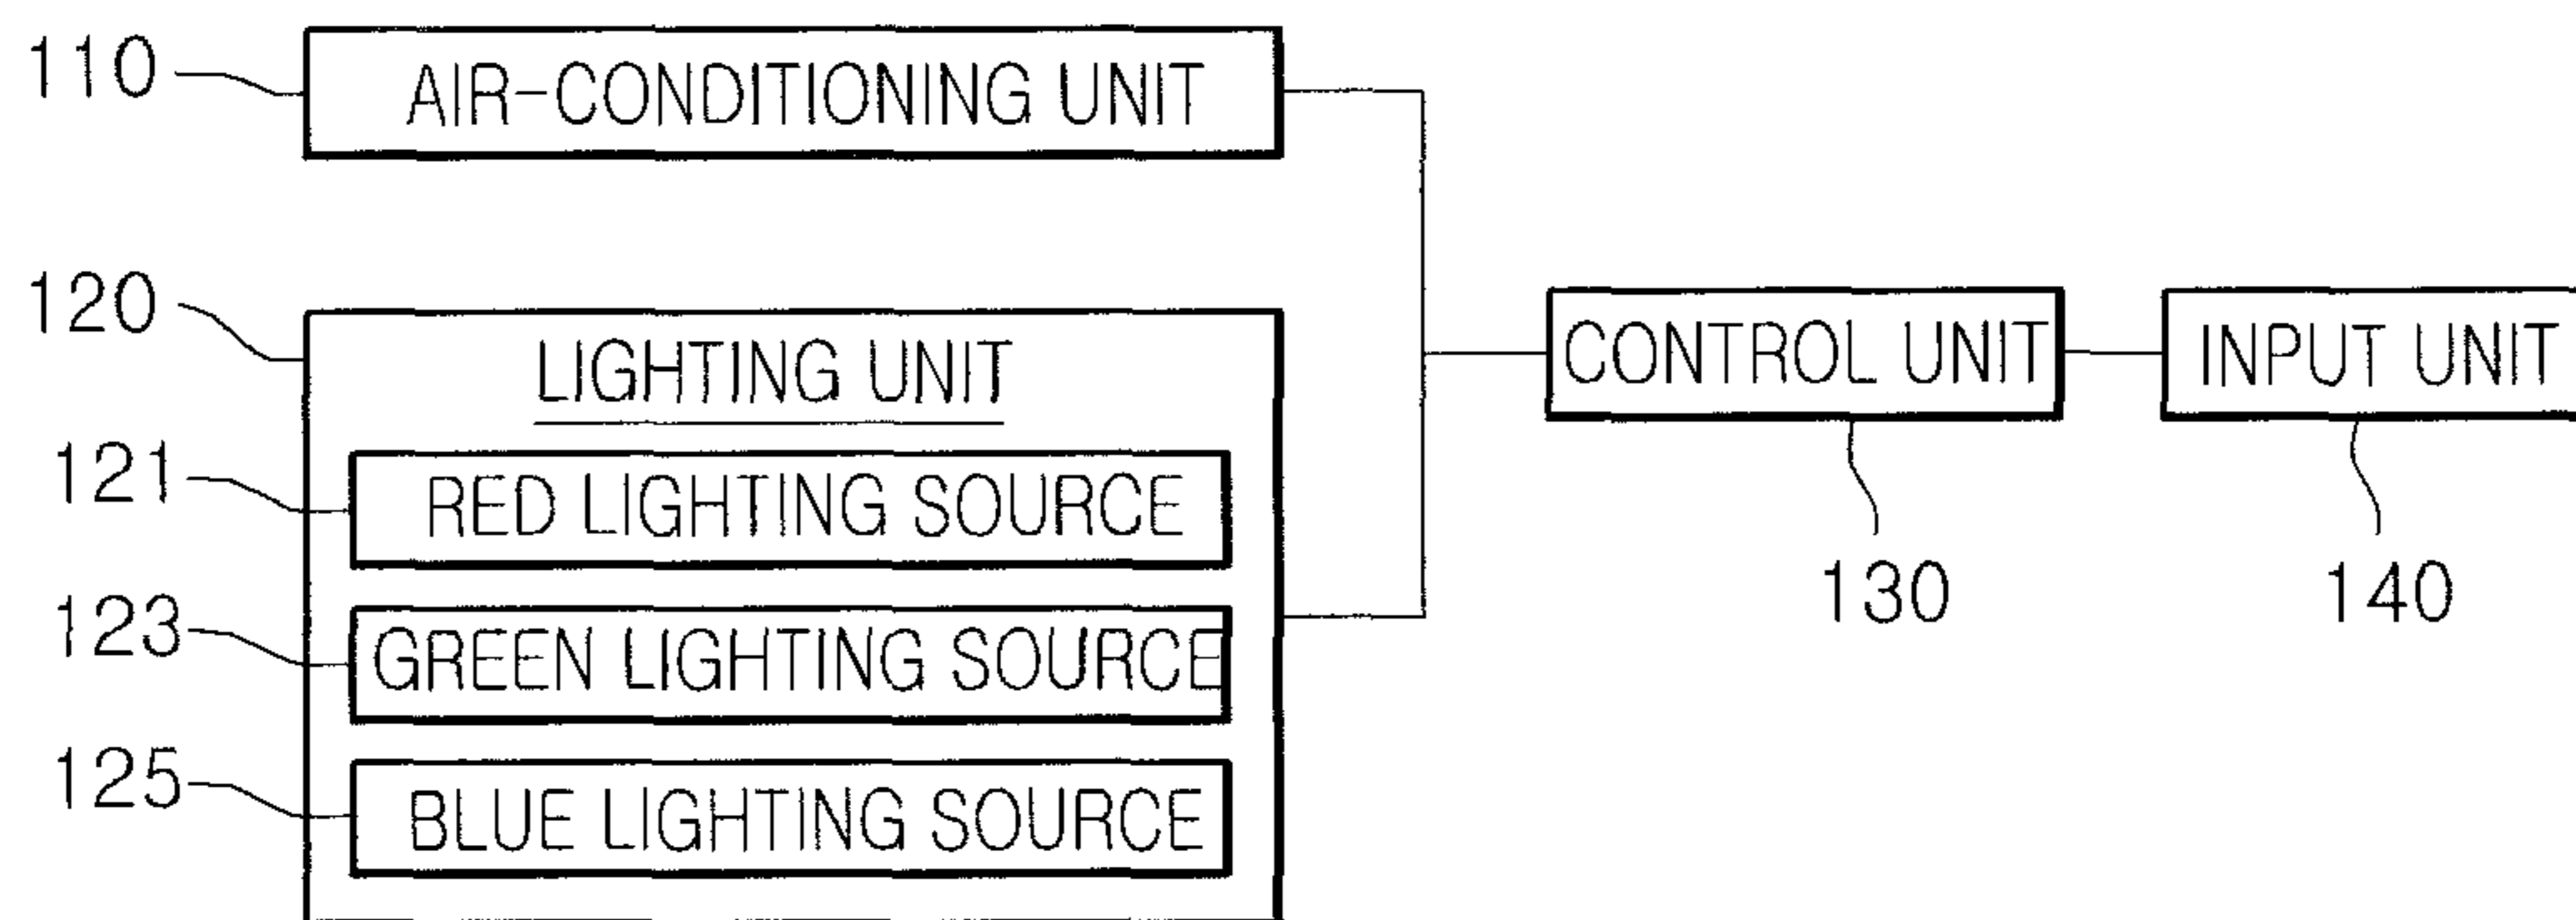 110
AIR-CONDITIONING UNIT
120
LIGHTING UNIT
CONTROL UNIT
INPUT UNIT
121
RED LIGHTING SOURCE
130
140
123
GREEN LIGHTING SOURCE
125
BLUE LIGHTING SOURCE